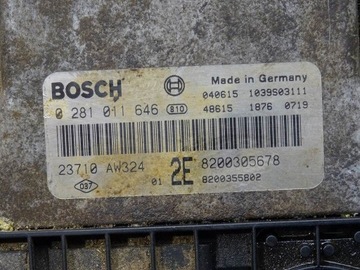 BOSCH
Made in Germany
040615 1039S03111
0 281 011 646 810 48615 1876 0719
23710 AW324 2E 8200305678
037 01 8200355802